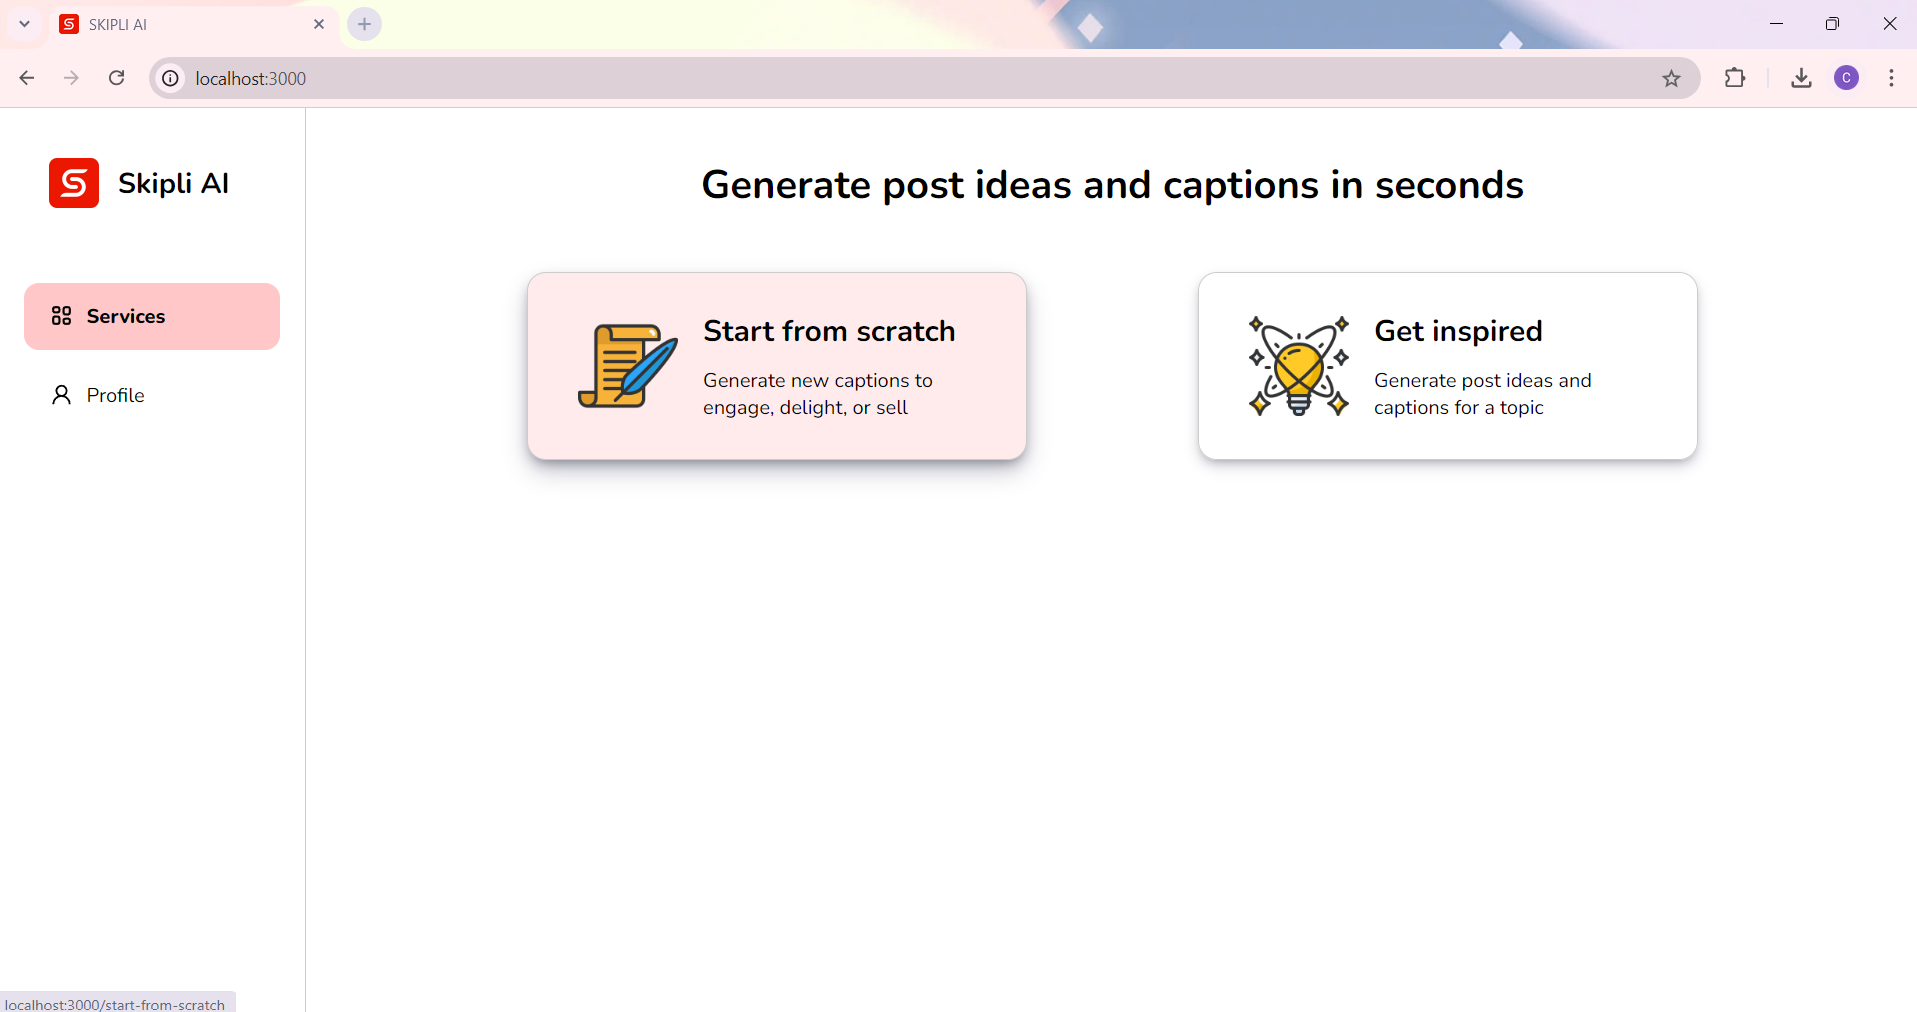 SKIPLI AI
localhost:3000
C
Skipli AI
Services
Profile
Generate post ideas and captions in seconds
Start from scratch
Generate new captions to
engage, delight, or sell
Get inspired
Generate post ideas and
captions for a topic
localhost:3000/start-from-scratch